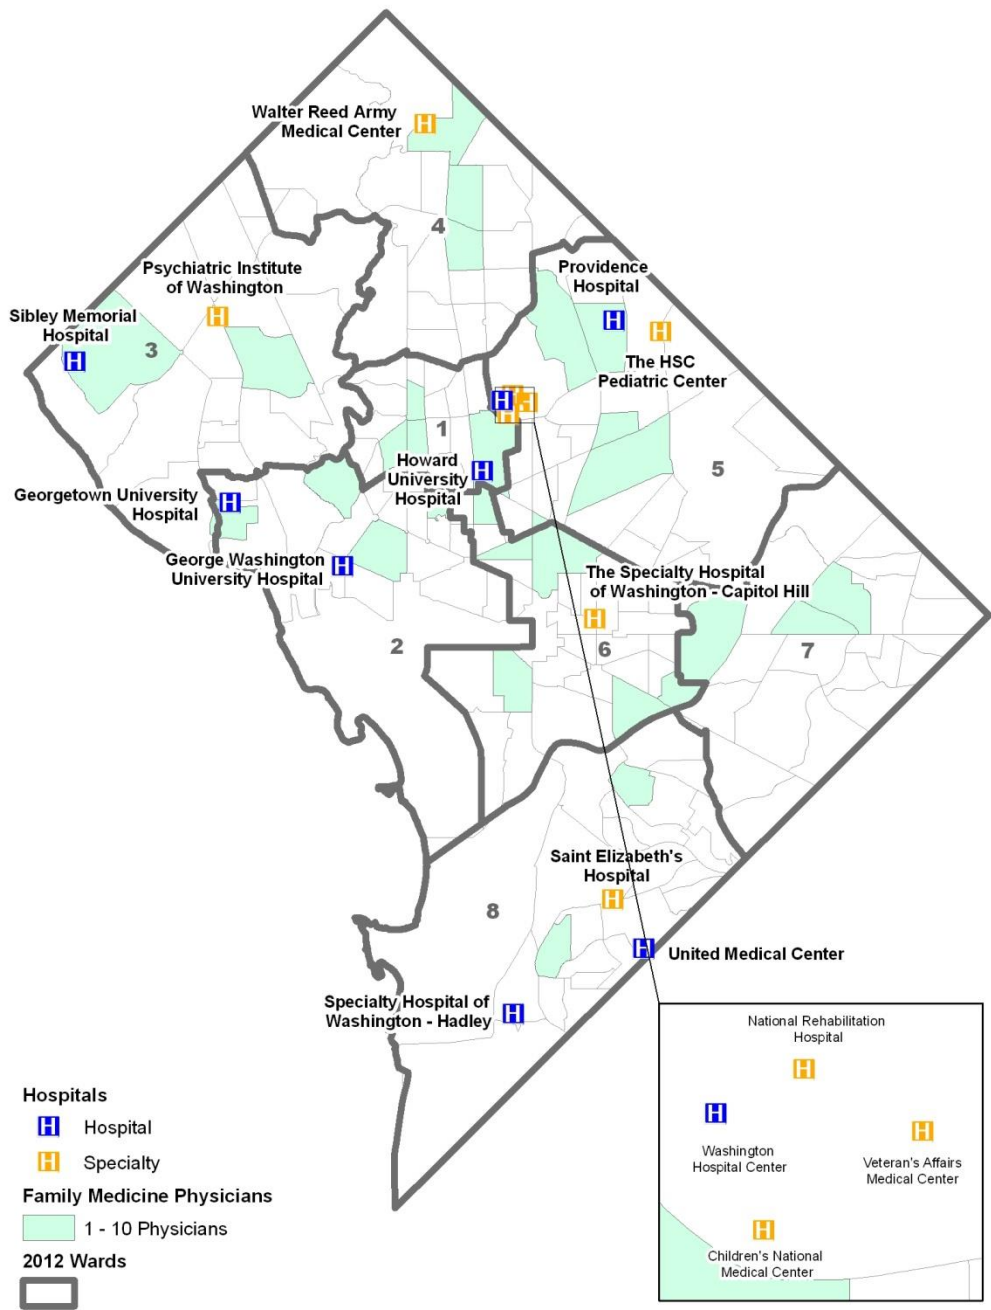 Walter Reed Army
Medical Center
H
4
Psychiatric Institute
of Washington
H
Providence
Hospital
H
H
The HSC
Pediatric Center
Sibley Memorial
Hospital
H
3
H
H
1
Howard
University
Hospital
H
5
Georgetown University
Hospital
H
George Washington
University Hospital
H
The Specialty Hospital
of Washington - Capitol Hill
H
2
6
7
Saint Elizabeth's
Hospital
H
8
H
United Medical Center
Specialty Hospital of
Washington - Hadley
H
National Rehabilitation
Hospital
H
H
Washington
Hospital Center
H
Veteran's Affairs
Medical Center
H
Children's National
Medical Center
Hospitals
H Hospital
H Specialty
Family Medicine Physicians
1 - 10 Physicians
2012 Wards